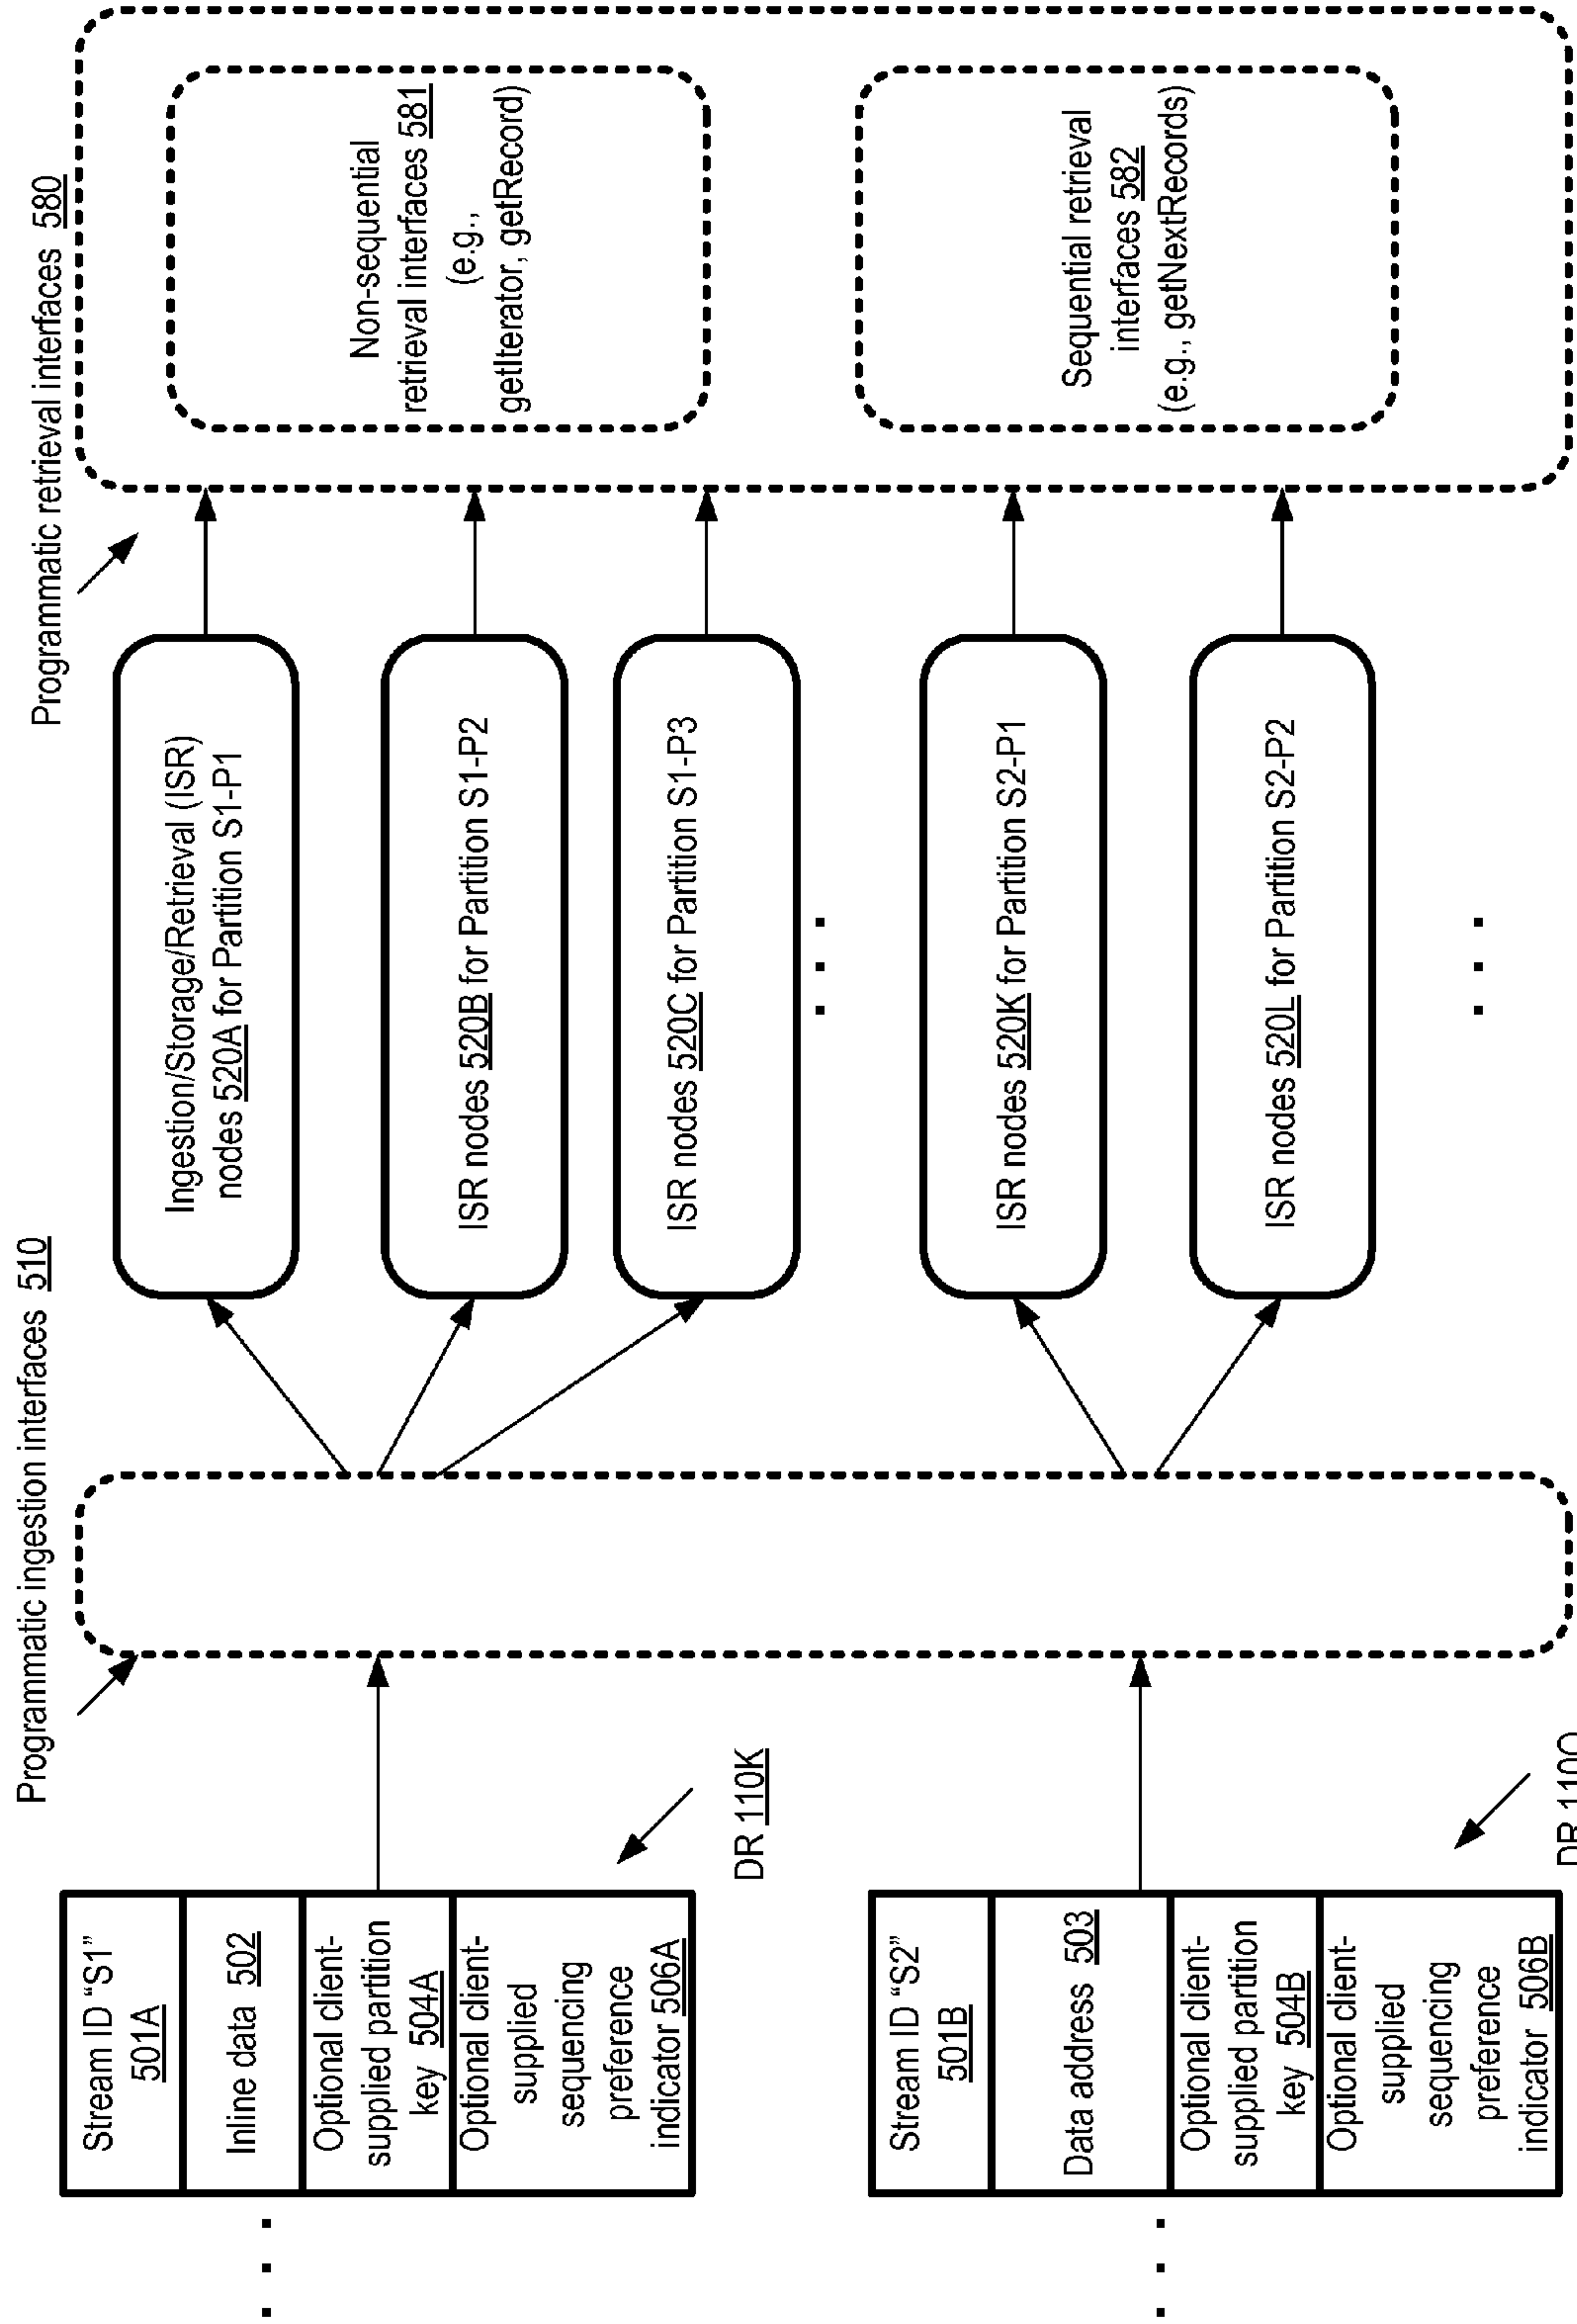 Stream ID “S1”
501A
Inline data 502
Optional client-
supplied partition
key 504A
Optional client-
supplied
sequencing
preference
indicator 506A
DR 110K
Stream ID “S2”
501B
Data address 503
Optional client-
supplied partition
key 504B
Optional client-
supplied
sequencing
preference
indicator 506B
Programmatic ingestion interfaces 510
Ingestion/Storage/Retrieval (ISR)
nodes 520A for Partition S1-P1
ISR nodes 520B for Partition S1-P2
ISR nodes 520C for Partition S1-P3
ISR nodes 520K for Partition S2-P1
ISR nodes 520L for Partition S2-P2
Programmatic retrieval interfaces 580
Non-sequential
retrieval interfaces 581
(e.g.,
getIterator, getRecord)
Sequential retrieval
interfaces 582
(e.g., getNextRecords)